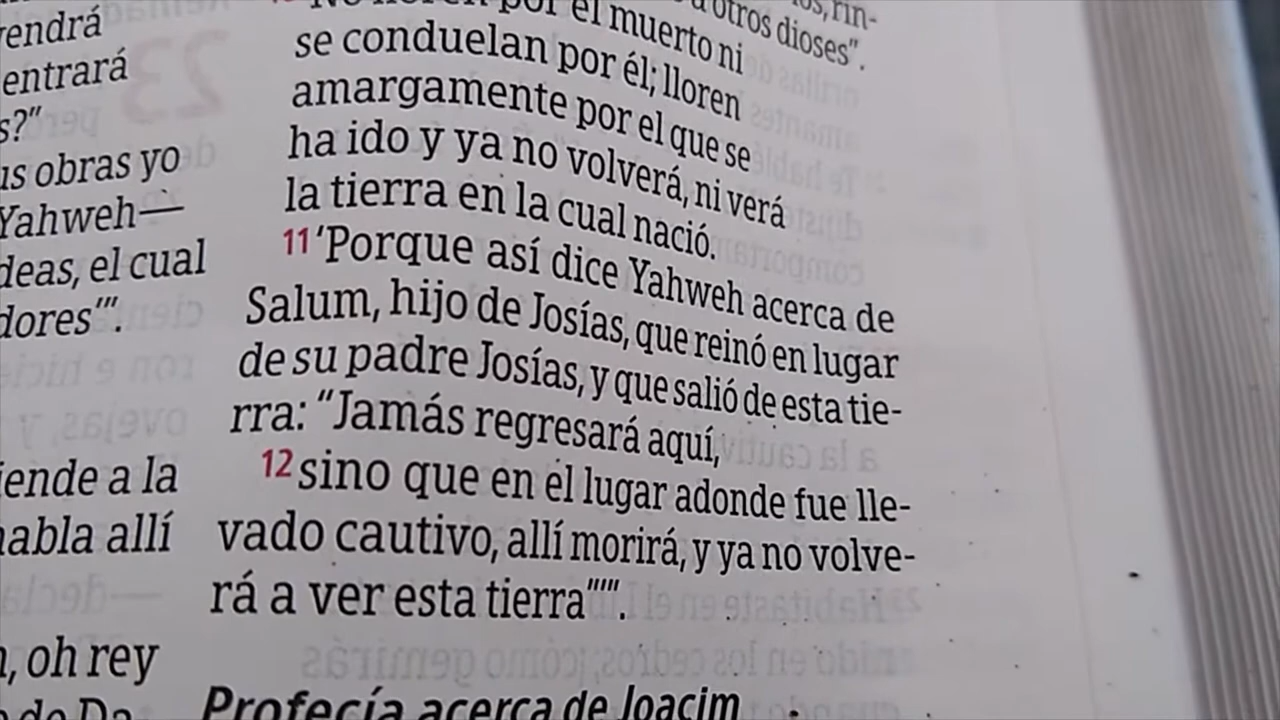 vendrá
entrará
s?”
us obras yo
Yahweh—
deas, el cual
dores’”.
iende a la
habla allí
, oh rey
de Da
a otros dioses”.
No lloren por el muerto ni
se conduelan por él; lloren
amargamente por el que se
ha ido y ya no volverá, ni verá
la tierra en la cual nació.
11 ‘Porque así dice Yahweh acerca de
Salum, hijo de Josías, que reinó en lugar
de su padre Josías, y que salió de esta tie-
rra: “Jamás regresará aquí,
12 sino que en el lugar adonde fue lle-
vado cautivo, allí morirá, y ya no volve-
rá a ver esta tierra”’”.
Profecía acerca de Joacim